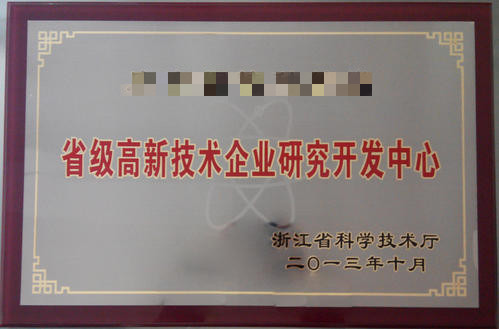 省级高新技术企业研究开发中心
浙江省科学技术厅
二〇一三年十月